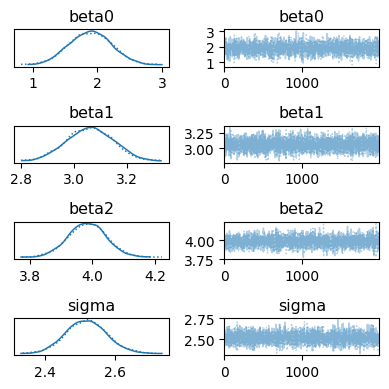 beta0 beta0
3
2
1
1 2 3 0 1000
beta1 beta1
3.25
3.00
2.8 3.0 3.2 0 1000
beta2 beta2
4.00
3.75
3.8 4.0 4.2 0 1000
sigma sigma
2.75
2.50
2.4 2.6 0 1000